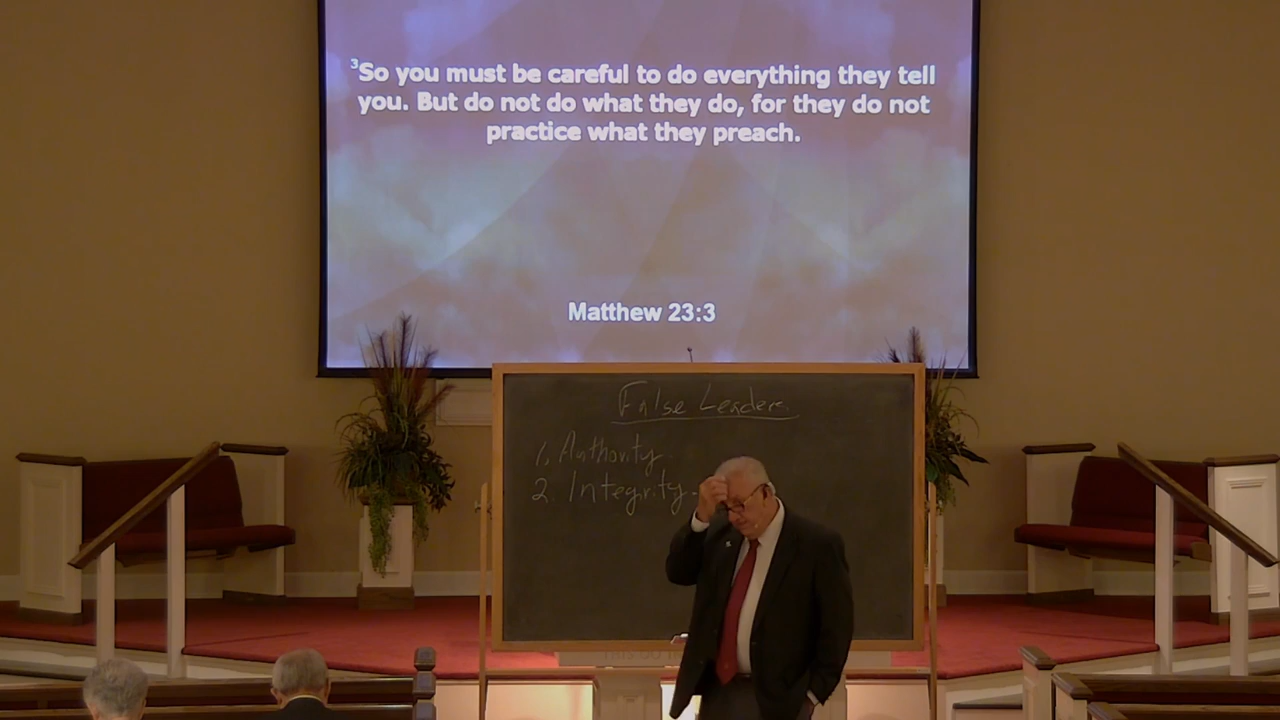 ³So you must be careful to do everything they tell
you. But do not do what they do, for they do not
practice what they preach.
Matthew 23:3
False Leaders
1. Authority
2. Integrity